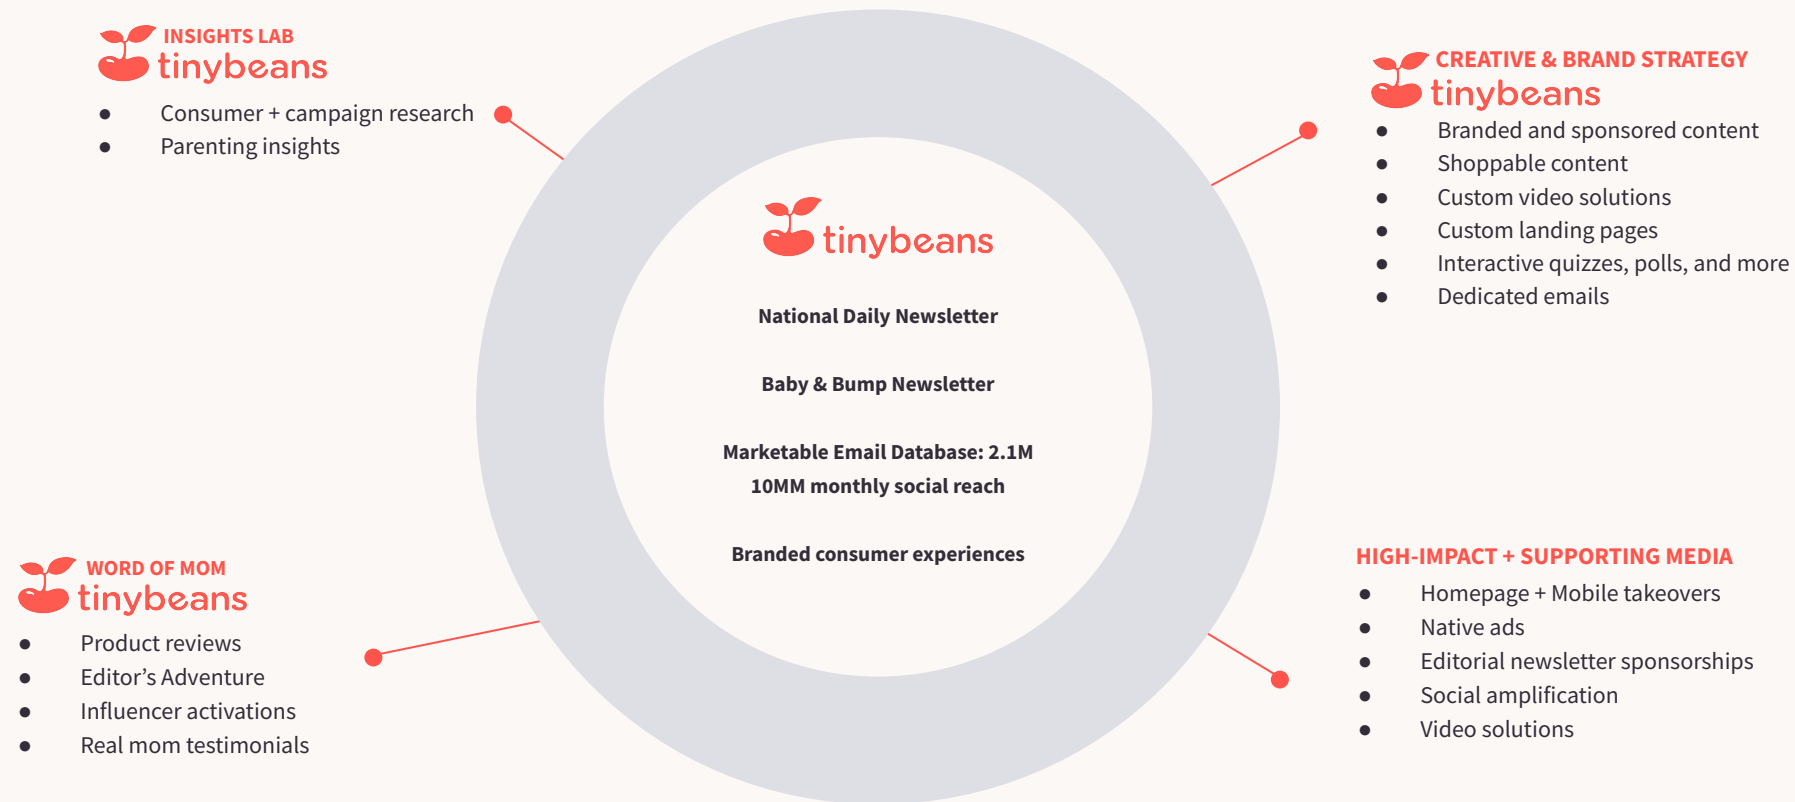 INSIGHTS LAB
tinybeans
● Consumer + campaign research
● Parenting insights
CREATIVE & BRAND STRATEGY
tinybeans
● Branded and sponsored content
● Shoppable content
● Custom video solutions
● Custom landing pages
● Interactive quizzes, polls, and more
● Dedicated emails
tinybeans
National Daily Newsletter
Baby & Bump Newsletter
Marketable Email Database: 2.1M
10MM monthly social reach
Branded consumer experiences
WORD OF MOM
tinybeans
● Product reviews
● Editor’s Adventure
● Influencer activations
● Real mom testimonials
HIGH-IMPACT + SUPPORTING MEDIA
● Homepage + Mobile takeovers
● Native ads
● Editorial newsletter sponsorships
● Social amplification
● Video solutions